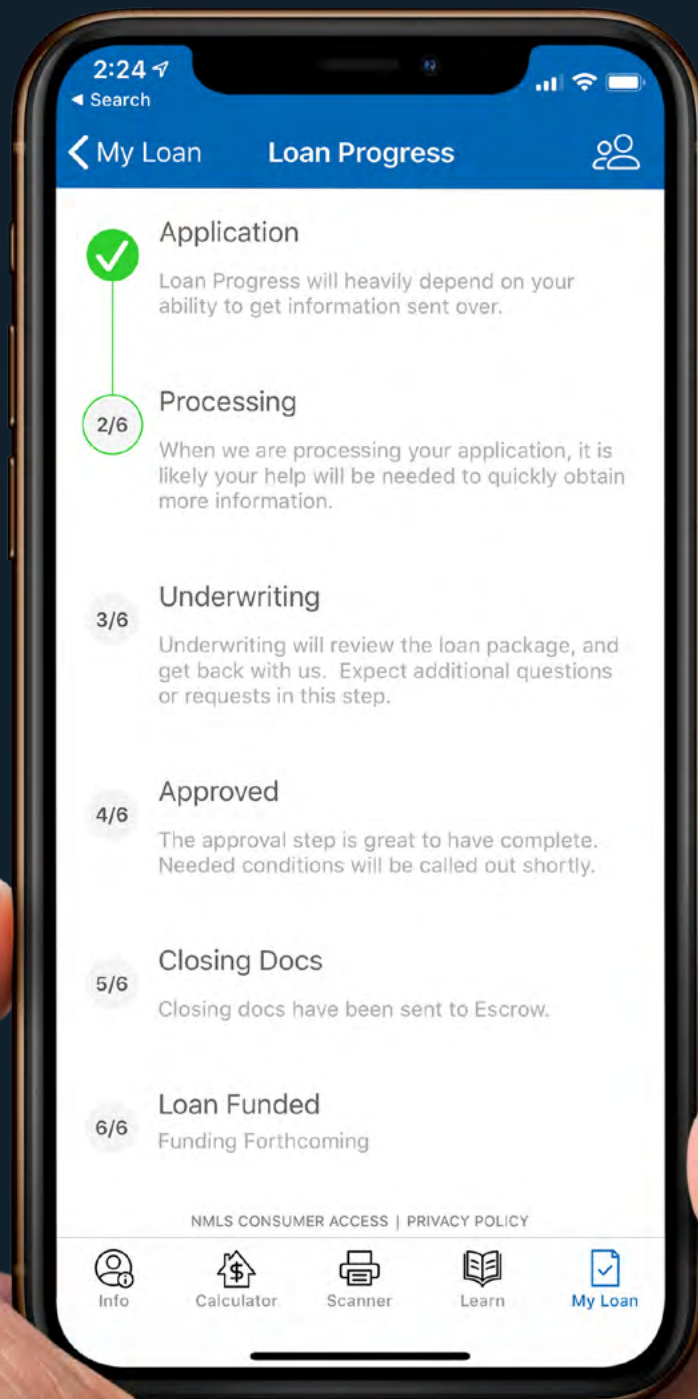 2:24
Search
My Loan
Loan Progress
Application
Loan Progress will heavily depend on your
ability to get information sent over.
2/6
Processing
When we are processing your application, it is
likely your help will be needed to quickly obtain
more information.
3/6
Underwriting
Underwriting will review the loan package, and
get back with us.  Expect additional questions
or requests in this step.
4/6
Approved
The approval step is great to have complete.
Needed conditions will be called out shortly.
5/6
Closing Docs
Closing docs have been sent to Escrow.
6/6
Loan Funded
Funding Forthcoming
NMLS CONSUMER ACCESS | PRIVACY POLICY
Info
Calculator
Scanner
Learn
My Loan